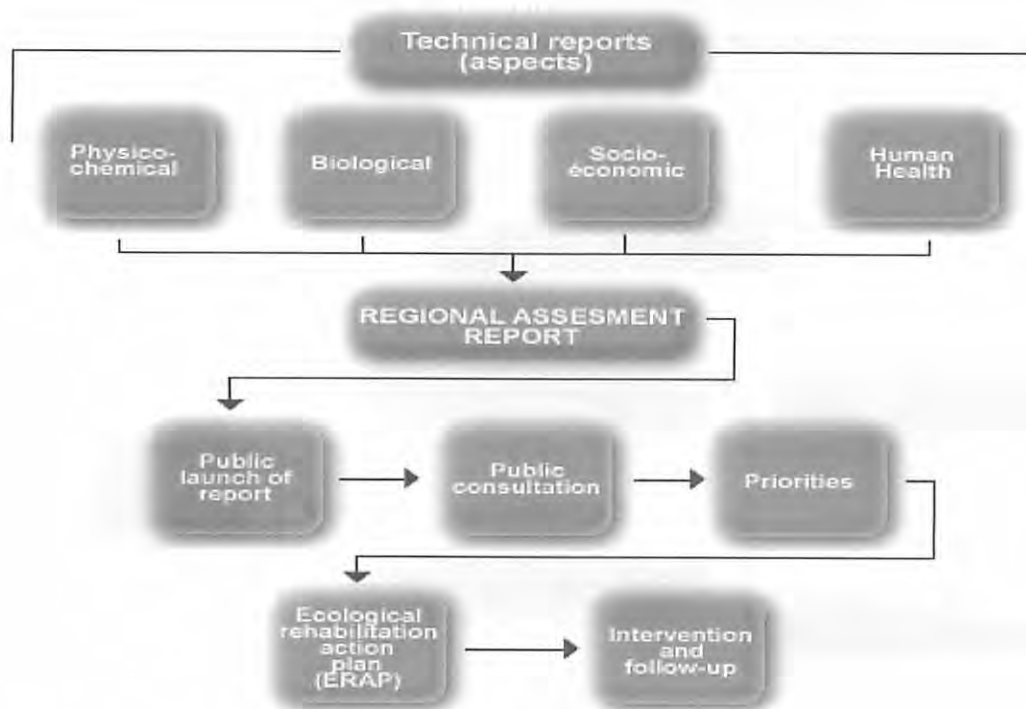 Technical reports
(aspects)
Physico-
chemical
Biological
Socio-
économic
Human
Health
REGIONAL ASSESMENT
REPORT
Public
launch of
report
Public
consultation
Priorities
Ecological
rehabilitation
action
plan
(ERAP)
Intervention
and
follow-up